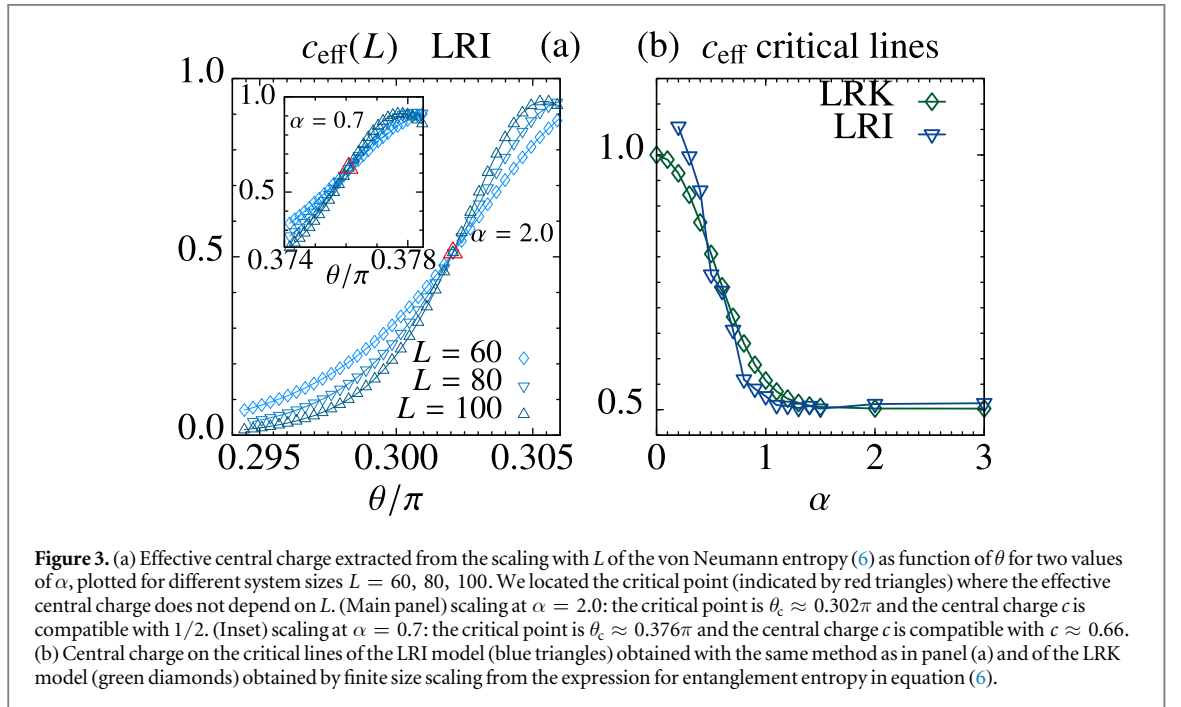 c_eff(L) LRI (a)
1.0
0.5
0.0
0.295 0.300 0.305
θ/π
α = 2.0
L = 60
L = 80
L = 100
1.0
0.5
α = 0.7
0.374 0.378
θ/π
(b) c_eff critical lines
LRK
LRI
1.0
0.5
0 1 2 3
α
Figure 3. (a) Effective central charge extracted from the scaling with L of the von Neumann entropy (6) as function of θ for two values
of α, plotted for different system sizes L = 60, 80, 100. We located the critical point (indicated by red triangles) where the effective
central charge does not depend on L. (Main panel) scaling at α = 2.0: the critical point is θ_c ≈ 0.302π and the central charge c is
compatible with 1/2. (Inset) scaling at α = 0.7: the critical point is θ_c ≈ 0.376π and the central charge c is compatible with c ≈ 0.66.
(b) Central charge on the critical lines of the LRI model (blue triangles) obtained with the same method as in panel (a) and of the LRK
model (green diamonds) obtained by finite size scaling from the expression for entanglement entropy in equation (6).